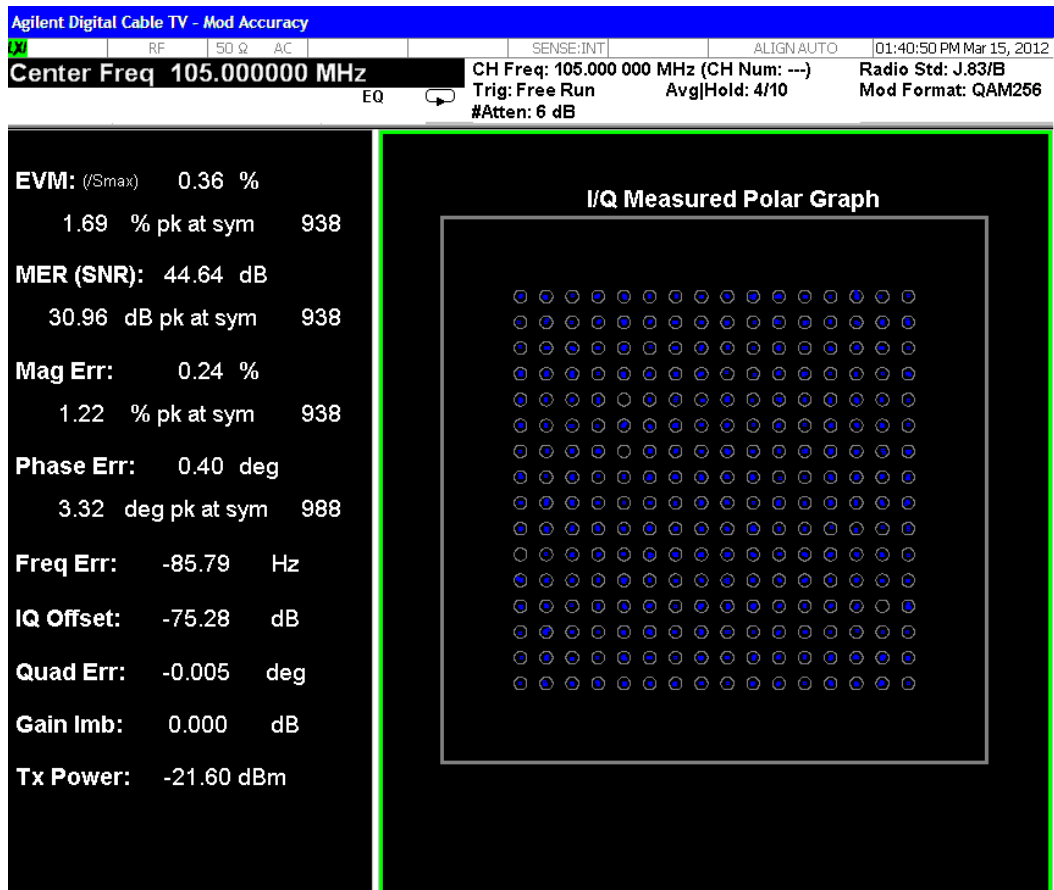 Agilent Digital Cable TV - Mod Accuracy
LXI RF 50 Ω AC SENSE:INT ALIGN AUTO 01:40:50 PM Mar 15, 2012
Center Freq 105.000000 MHz
CH Freq: 105.000 000 MHz (CH Num: ---) Radio Std: J.83/B
EQ Trig: Free Run Avg|Hold: 4/10 Mod Format: QAM256
#Atten: 6 dB
EVM: (/Smax) 0.36 %
1.69 % pk at sym 938
MER (SNR): 44.64 dB
30.96 dB pk at sym 938
Mag Err: 0.24 %
1.22 % pk at sym 938
Phase Err: 0.40 deg
3.32 deg pk at sym 988
Freq Err: -85.79 Hz
IQ Offset: -75.28 dB
Quad Err: -0.005 deg
Gain Imb: 0.000 dB
Tx Power: -21.60 dBm
I/Q Measured Polar Graph